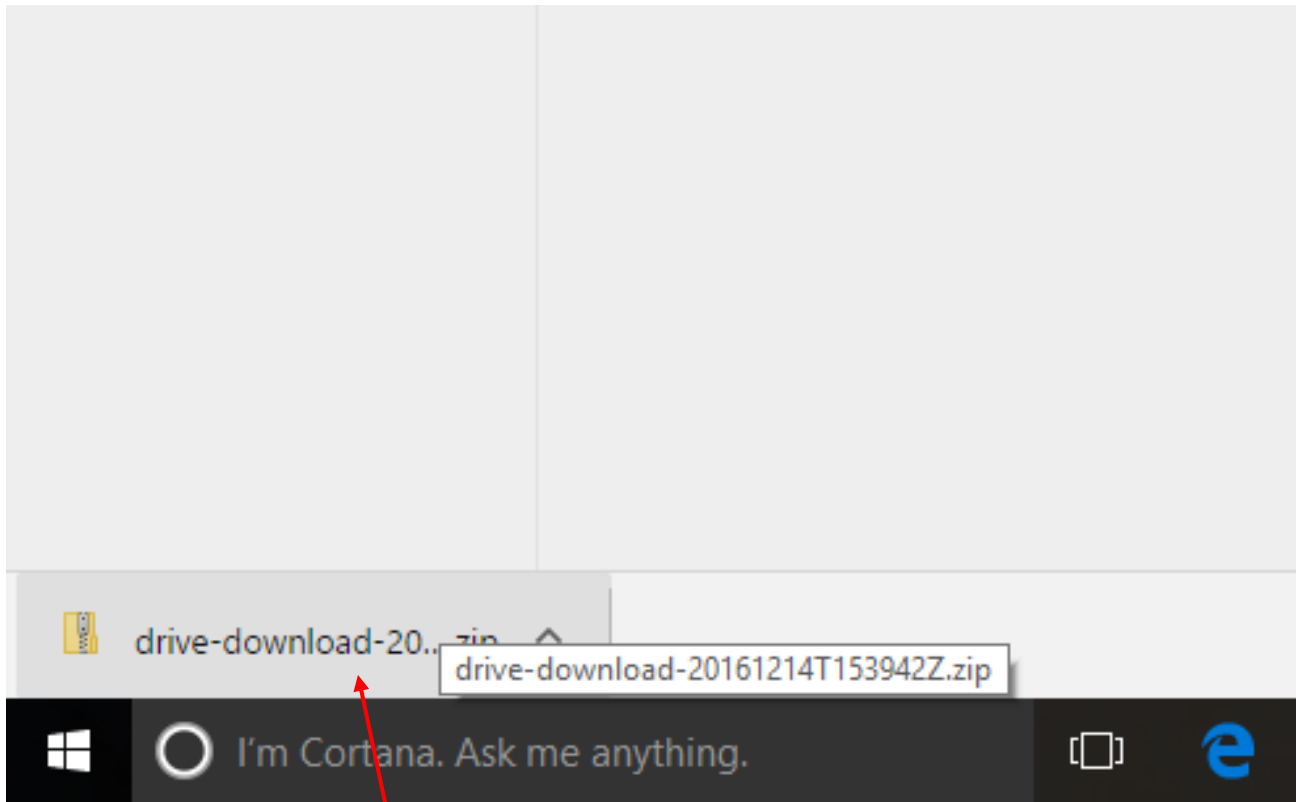 drive-download-20...zip
drive-download-20161214T153942Z.zip
I'm Cortana. Ask me anything.